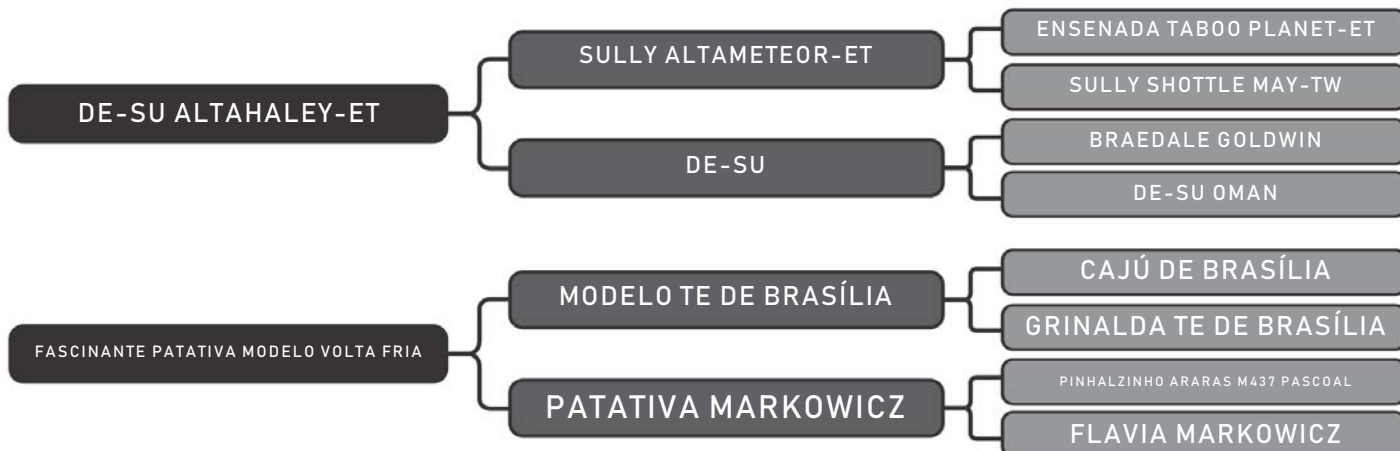 DE-SU ALTAHALEY-ET
SULLY ALTAMETEOR-ET
ENSENADA TABOO PLANET-ET
SULLY SHOTTLE MAY-TW
DE-SU
BRAEDALE GOLDWIN
DE-SU OMAN
FASCINANTE PATATIVA MODELO VOLTA FRIA
MODELO TE DE BRASÍLIA
CAJÚ DE BRASÍLIA
GRINALDA TE DE BRASÍLIA
PATATIVA MARKOWICZ
PINHALZINHO ARARAS M437 PASCOAL
FLAVIA MARKOWICZ